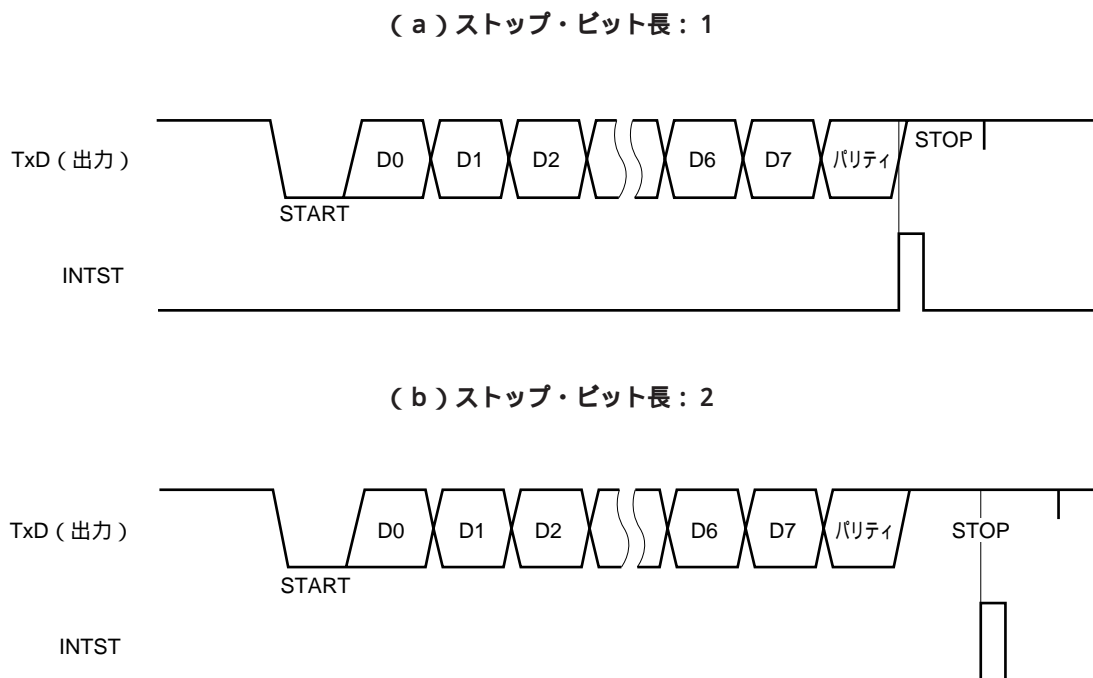 (a)ストップ・ビット長:1
TxD(出力)
D0
D1
D2
D6
D7
パリティ
STOP
START
INTST
(b)ストップ・ビット長:2
TxD(出力)
D0
D1
D2
D6
D7
パリティ
STOP
START
INTST